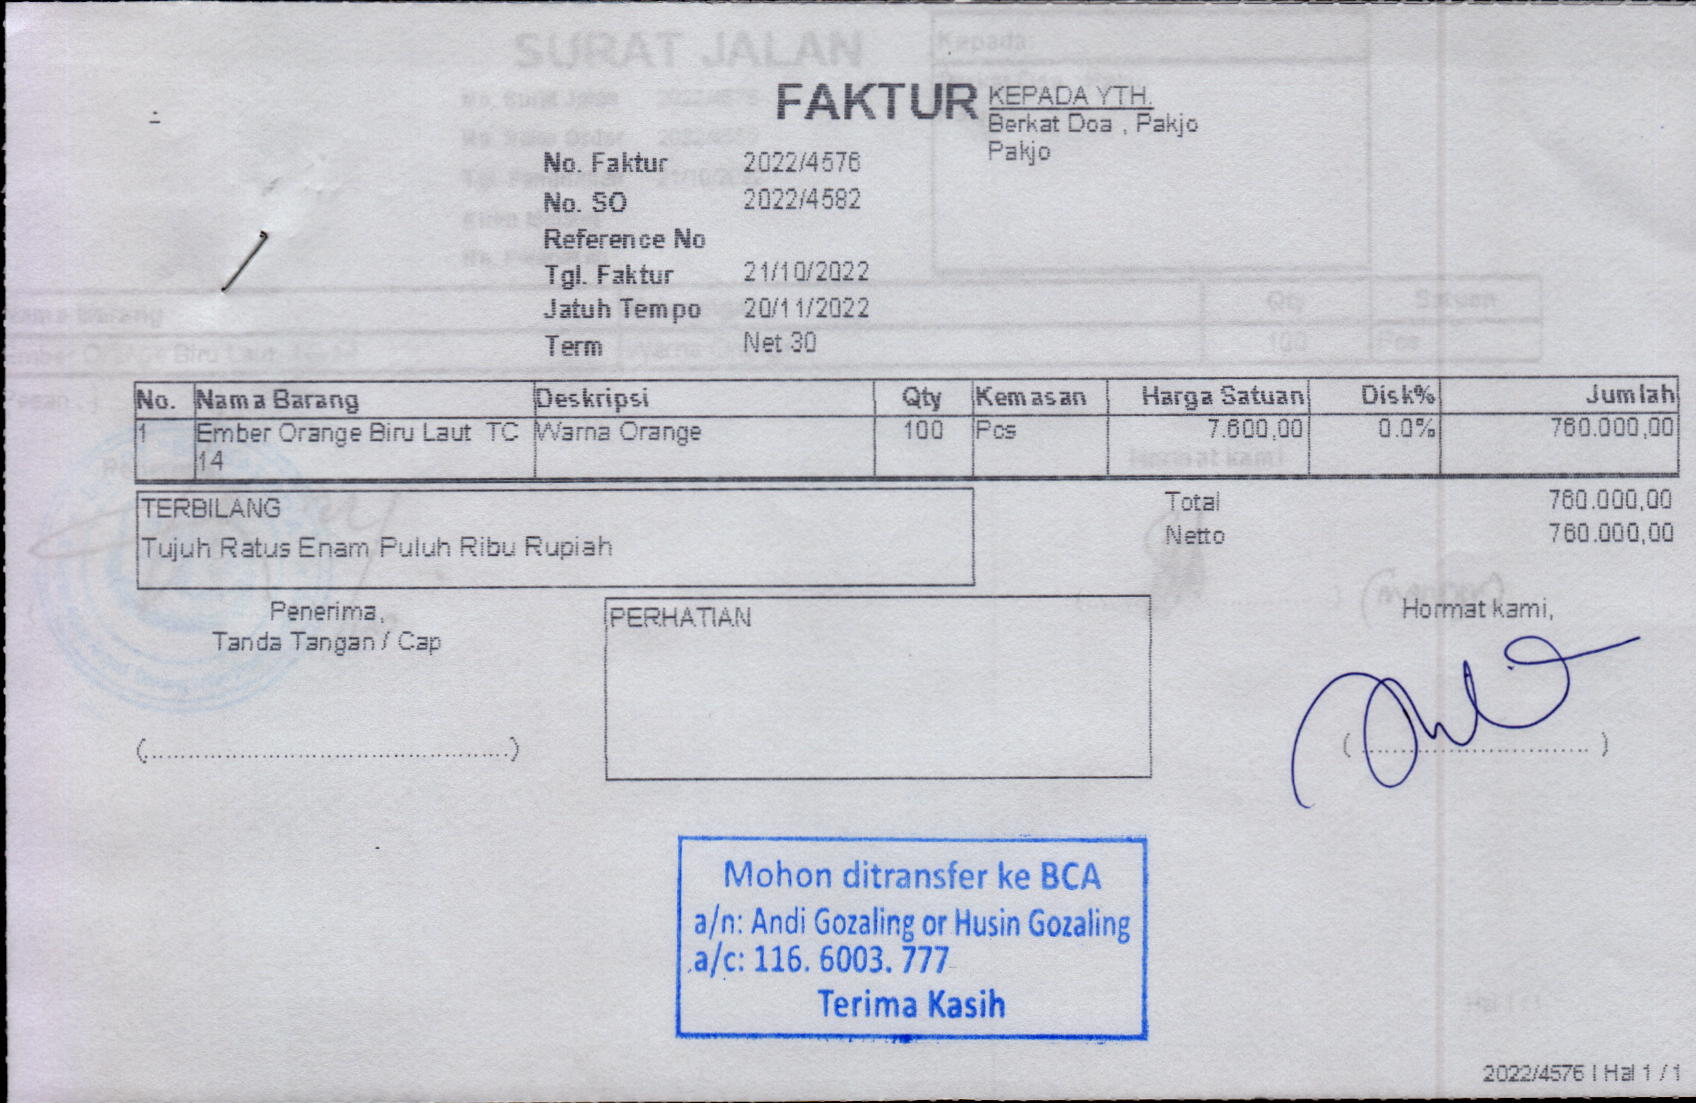 SURAT JALAN
Kepada:
FAKTUR
KEPADA YTH.
Berkat Doa , Pakjo
Pakjo
No. Faktur 2022/4576
No. SO 2022/4582
Reference No
Tgl. Faktur 21/10/2022
Jatuh Tempo 20/11/2022
Term Net 30
No. Nama Barang Deskripsi Qty Kemasan Harga Satuan Disk% Jumlah
1 Ember Orange Biru Laut TC Warna Orange 100 Pcs 7.600,00 0.0% 760.000,00
14
TERBILANG
Tujuh Ratus Enam Puluh Ribu Rupiah
Total 760.000,00
Netto 760.000,00
Penerima,
Tanda Tangan / Cap
PERHATIAN
Hormat kami,
(..................................................)
( ............................... )
Mohon ditransfer ke BCA
a/n: Andi Gozaling or Husin Gozaling
a/c: 116. 6003. 777
Terima Kasih
2022/4576 | Hal 1 / 1